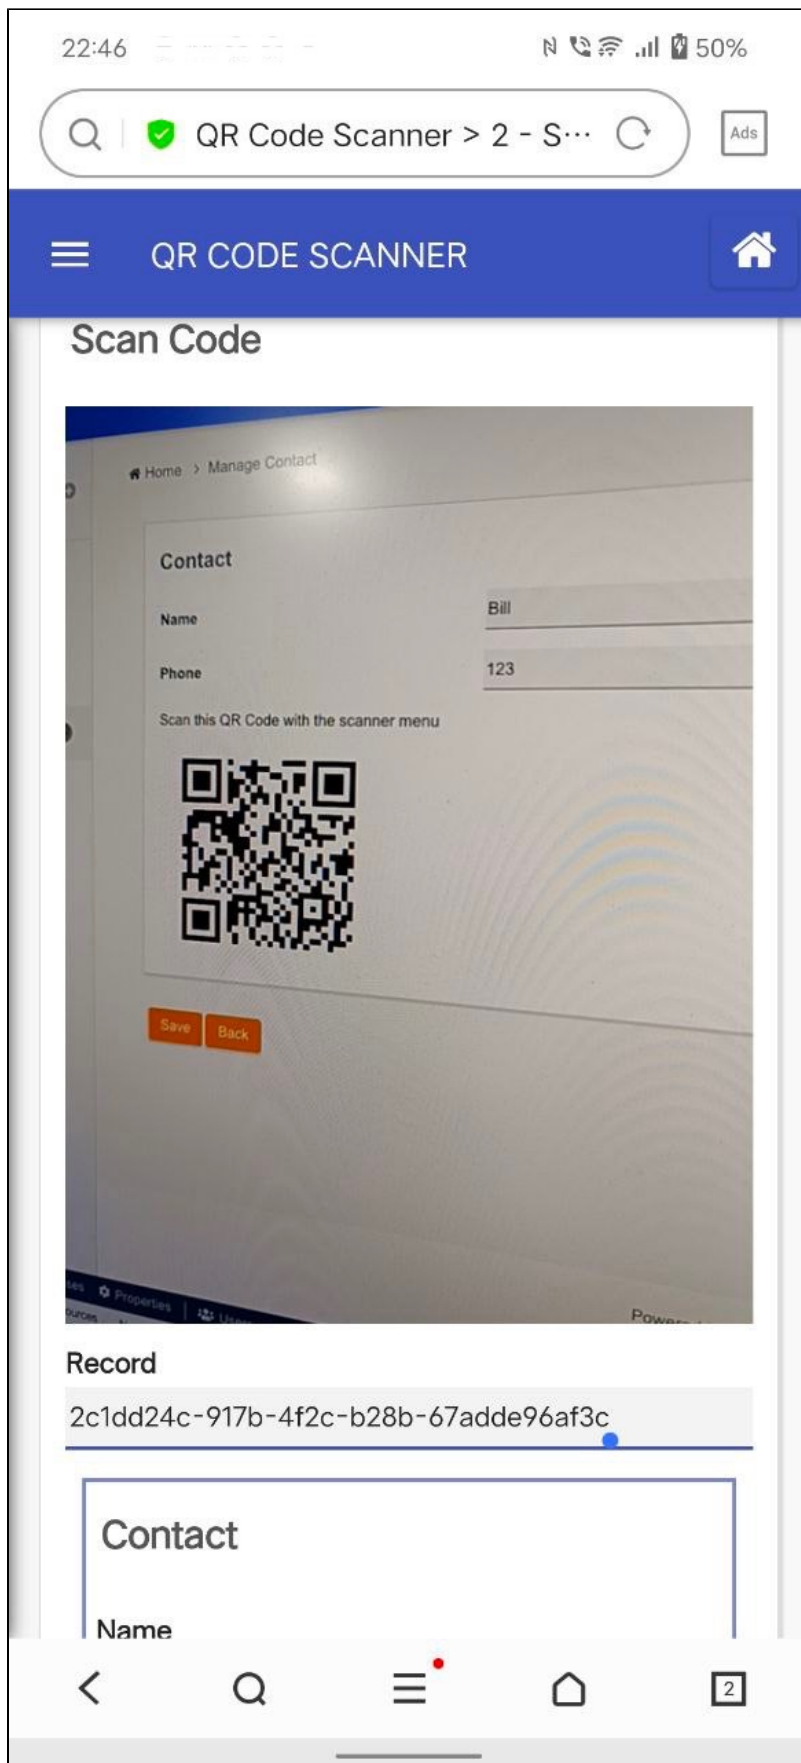 22:46
50%
QR Code Scanner > 2 - S...
Ads
QR CODE SCANNER
Scan Code
Home > Manage Contact
Contact
Name Bill
Phone 123
Scan this QR Code with the scanner menu
Save Back
Properties
Record
2c1dd24c-917b-4f2c-b28b-67adde96af3c
Contact
Name
2